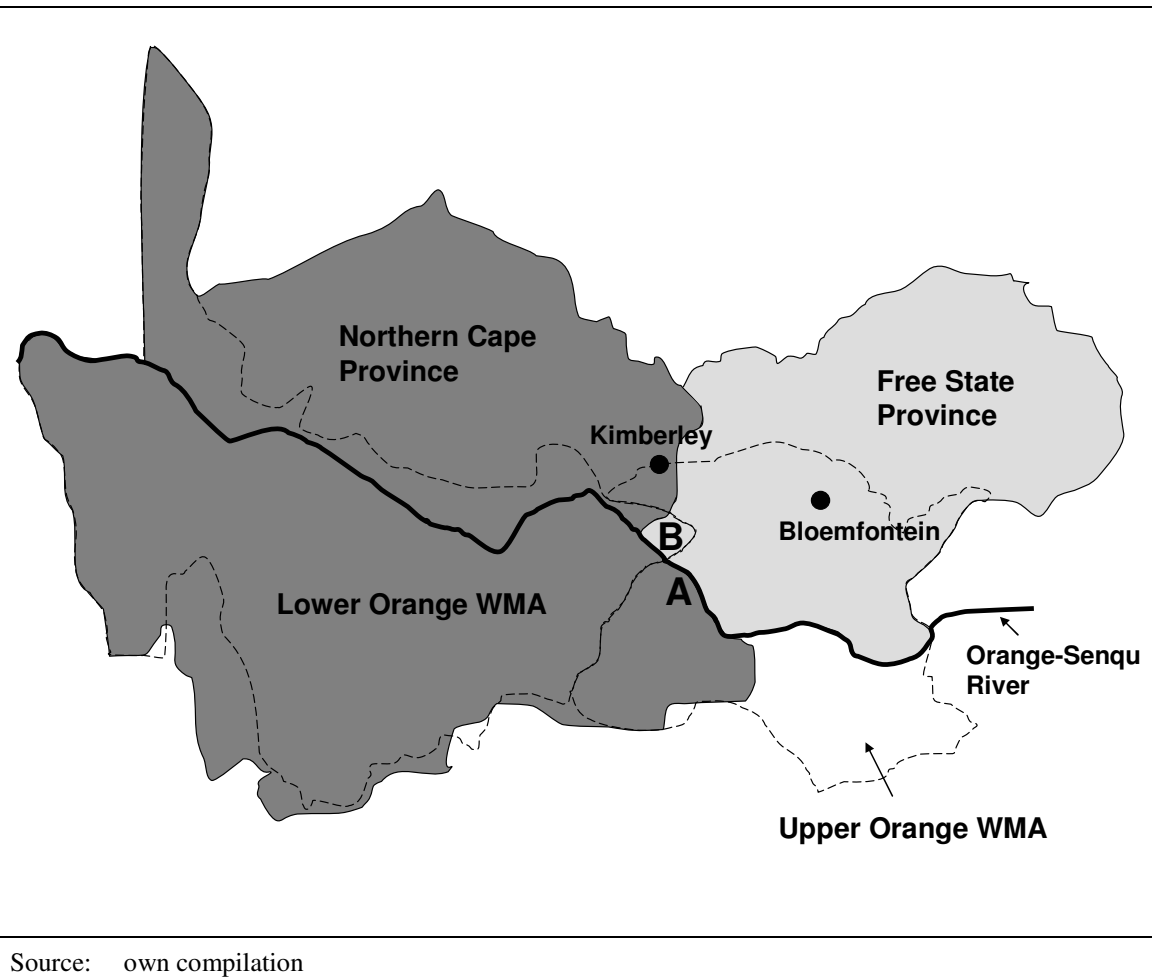 Northern Cape
Province
Free State
Province
Kimberley
Bloemfontein
B
A
Lower Orange WMA
Orange-Senqu
River
Upper Orange WMA
Source: own compilation